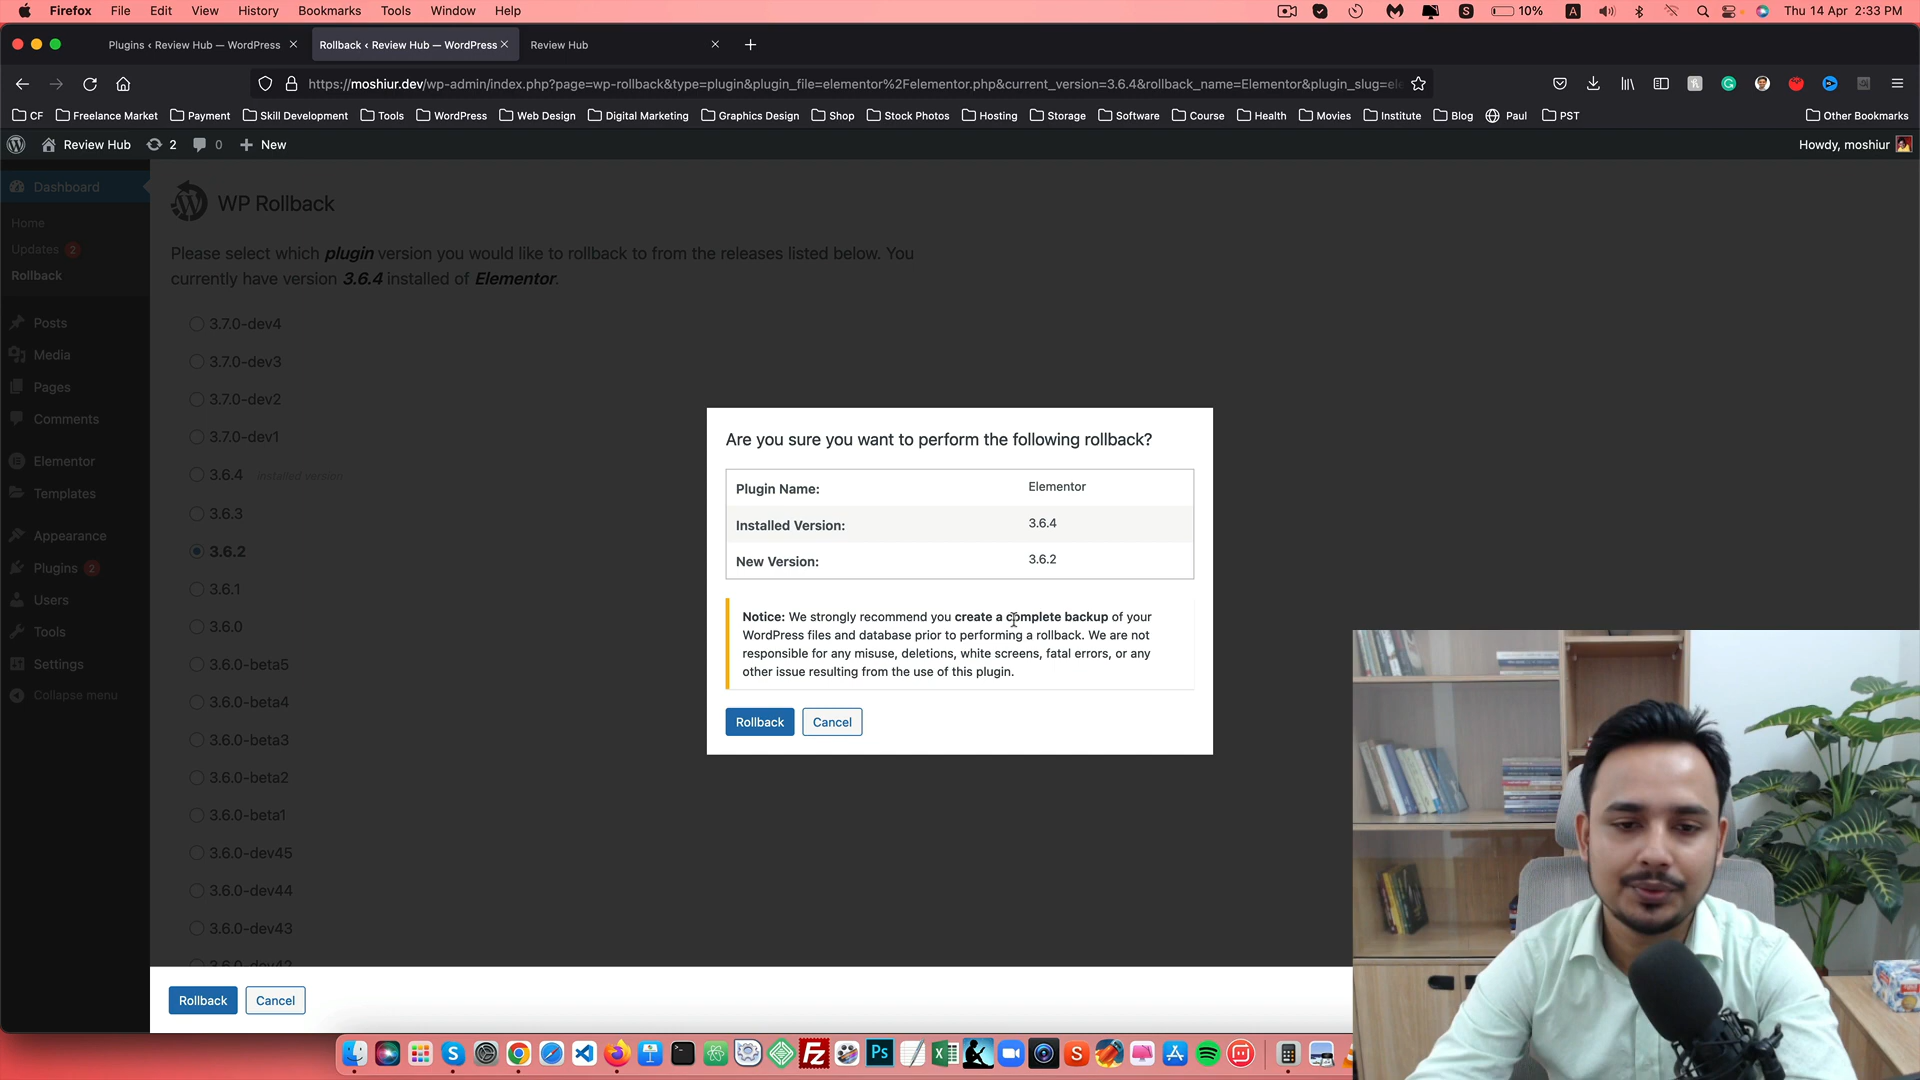 Firefox File Edit View History Bookmarks Tools Window Help 10% A Thu 14 Apr 2:33 PM
Plugins ‹ Review Hub — WordPress Rollback ‹ Review Hub — WordPress Review Hub
https://moshiur.dev/wp-admin/index.php?page=wp-rollback&type=plugin&plugin_file=elementor%2Felementor.php&current_version=3.6.4&rollback_name=Elementor&plugin_slug=el
CF Freelance Market Payment Skill Development Tools WordPress Web Design Digital Marketing Graphics Design Shop Stock Photos Hosting Storage Software Course Health Movies Institute Blog Paul PST Other Bookmarks
Review Hub 2 0 New Howdy, moshiur
Dashboard
Home
Updates 2
Rollback
Posts
Media
Pages
Comments
Elementor
Templates
Appearance
Plugins 2
Users
Tools
Settings
Collapse menu
WP Rollback
Please select which plugin version you would like to rollback to from the releases listed below. You
currently have version 3.6.4 installed of Elementor.
3.7.0-dev4
3.7.0-dev3
3.7.0-dev2
3.7.0-dev1
3.6.4 installed version
3.6.3
3.6.2
3.6.1
3.6.0
3.6.0-beta5
3.6.0-beta4
3.6.0-beta3
3.6.0-beta2
3.6.0-beta1
3.6.0-dev45
3.6.0-dev44
3.6.0-dev43
3.6.0-dev42
Rollback Cancel
Are you sure you want to perform the following rollback?
Plugin Name: Elementor
Installed Version: 3.6.4
New Version: 3.6.2
Notice: We strongly recommend you create a complete backup of your
WordPress files and database prior to performing a rollback. We are not
responsible for any misuse, deletions, white screens, fatal errors, or any
other issue resulting from the use of this plugin.
Rollback Cancel